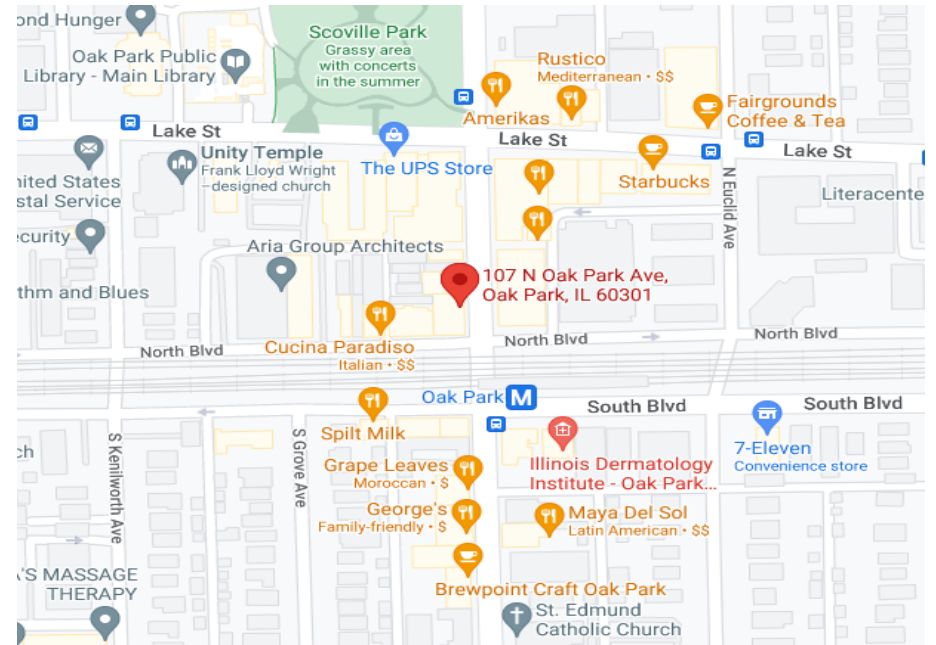 ond Hunger
Oak Park Public
Library - Main Library
Scoville Park
Grassy area
with concerts
in the summer
Rustico
Mediterranean • $$
Amerikas
Fairgrounds
Coffee & Tea
Lake St
Lake St
Lake St
Unity Temple
Frank Lloyd Wright
–designed church
The UPS Store
Starbucks
N Euclid Ave
nited States
stal Service
Literacente
ecurity
Aria Group Architects
107 N Oak Park Ave,
Oak Park, IL 60301
thm and Blues
Cucina Paradiso
Italian • $$
North Blvd
North Blvd
North Blvd
Oak Park
M
South Blvd
South Blvd
Spilt Milk
S Kenilworth Ave
S Grove Ave
ch
Illinois Dermatology
Institute - Oak Park...
7-Eleven
Convenience store
Grape Leaves
Moroccan • $
George's
Family-friendly • $
Maya Del Sol
Latin American • $$
Brewpoint Craft Oak Park
A'S MASSAGE
THERAPY
St. Edmund
Catholic Church